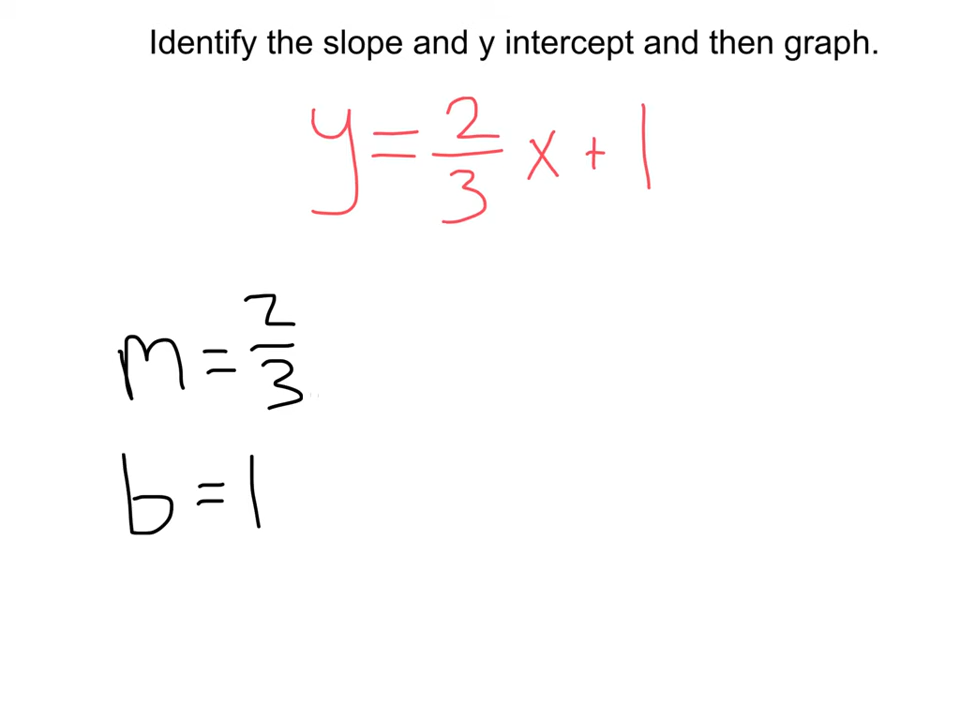 Identify the slope and y intercept and then graph.
y = 2/3 x + 1
m = 2/3
b = 1